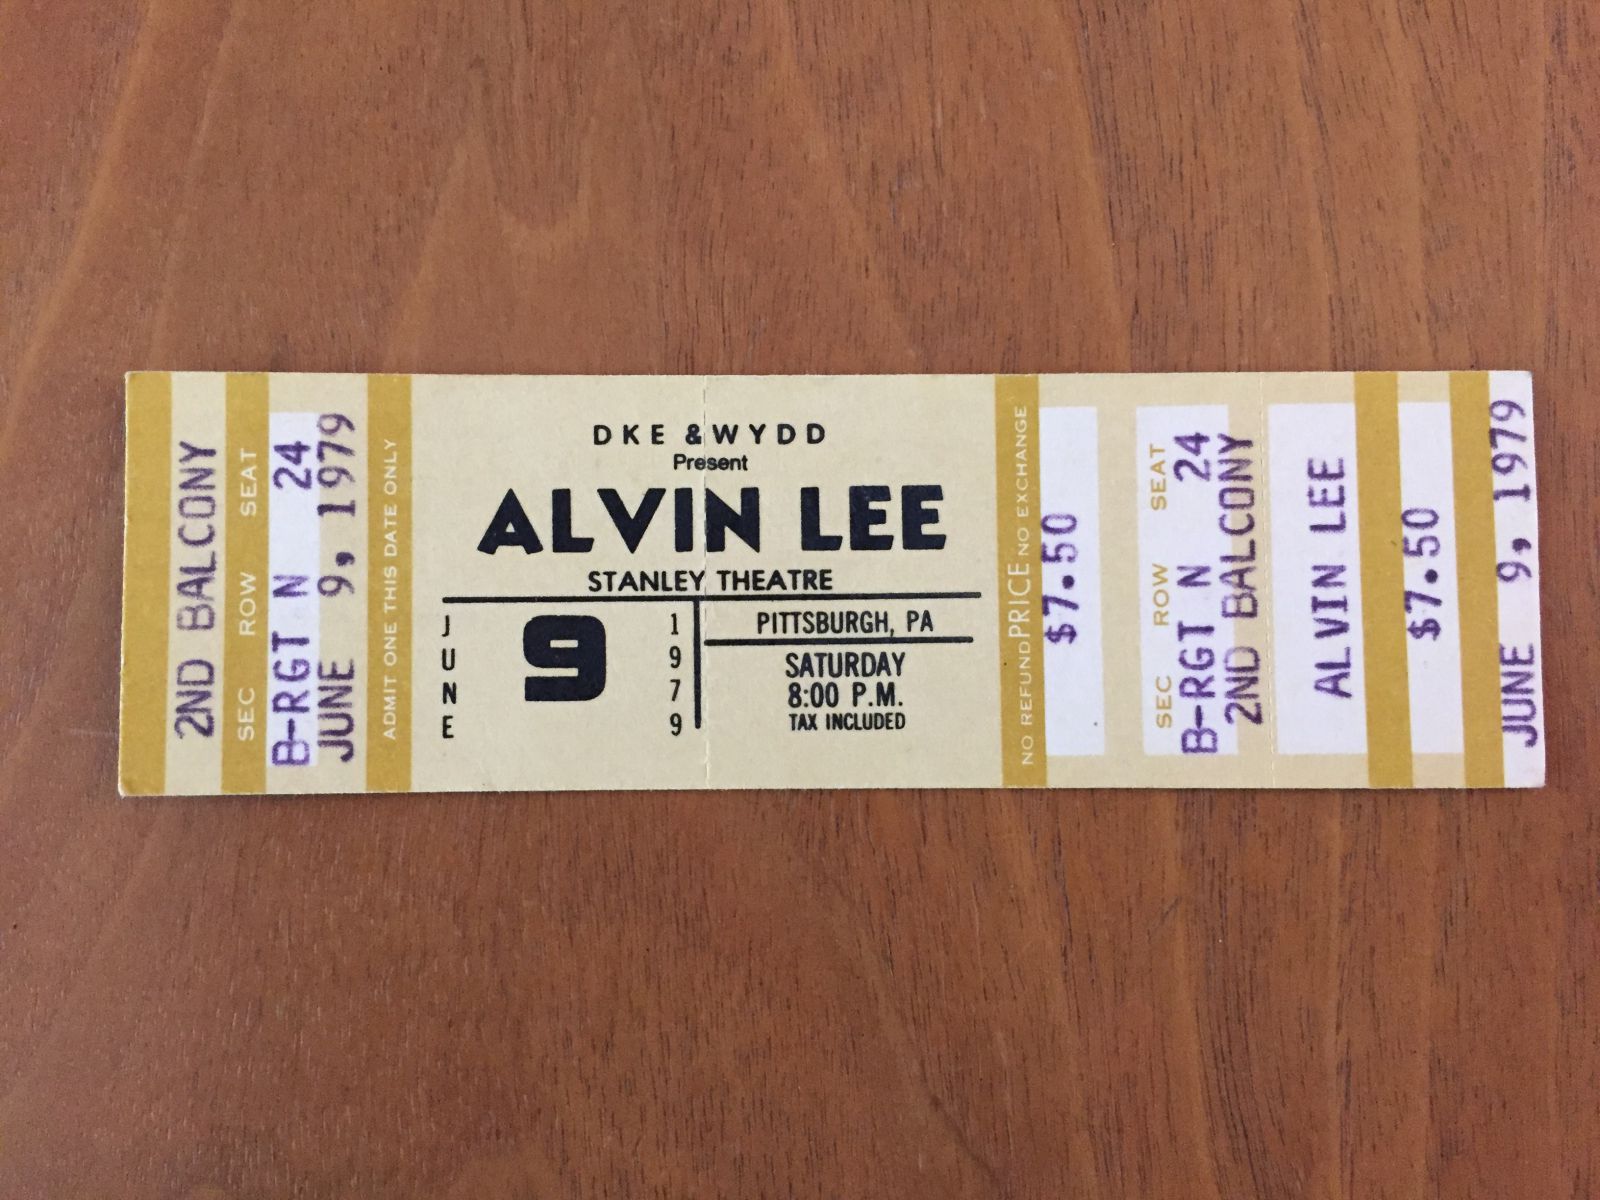 2ND BALCONY
SEC ROW SEAT
B-RGT N 24
JUNE 9, 1979
ADMIT ONE THIS DATE ONLY
DKE & WYDD
Present
ALVIN LEE
STANLEY THEATRE
JUNE
9
1979
PITTSBURGH, PA
SATURDAY
8:00 P.M.
TAX INCLUDED
NO REFUND PRICE NO EXCHANGE
$7.50
SEC ROW SEAT
B-RGT N 24
2ND BALCONY
ALVIN LEE
$7.50
JUNE 9, 1979